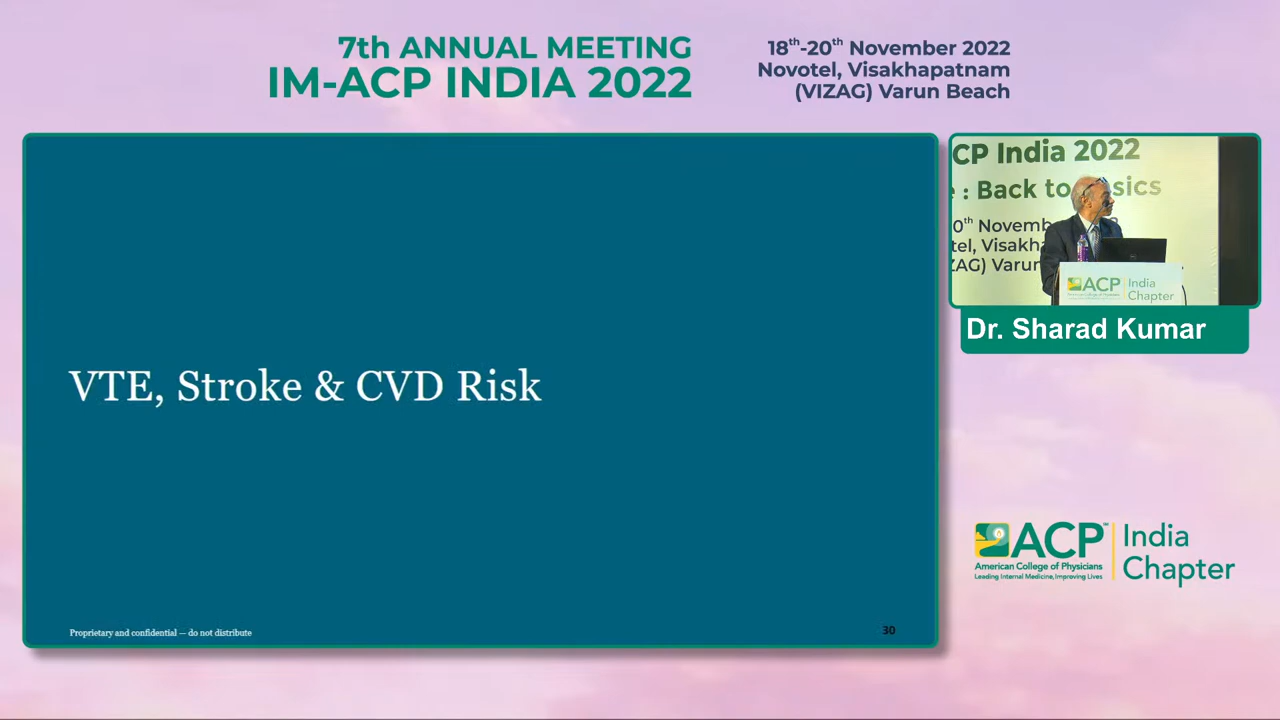 7th ANNUAL MEETING
IM-ACP INDIA 2022
18th-20th November 2022
Novotel, Visakhapatnam
(VIZAG) Varun Beach
VTE, Stroke & CVD Risk
Proprietary and confidential — do not distribute
30
CP India 2022
: Back to sics
0th Novemb
tel, Visakh
ZAG) Varun
ACP India
Chapter
Dr. Sharad Kumar
ACP™ India
American College of Physicians Chapter
Leading Internal Medicine, Improving Lives